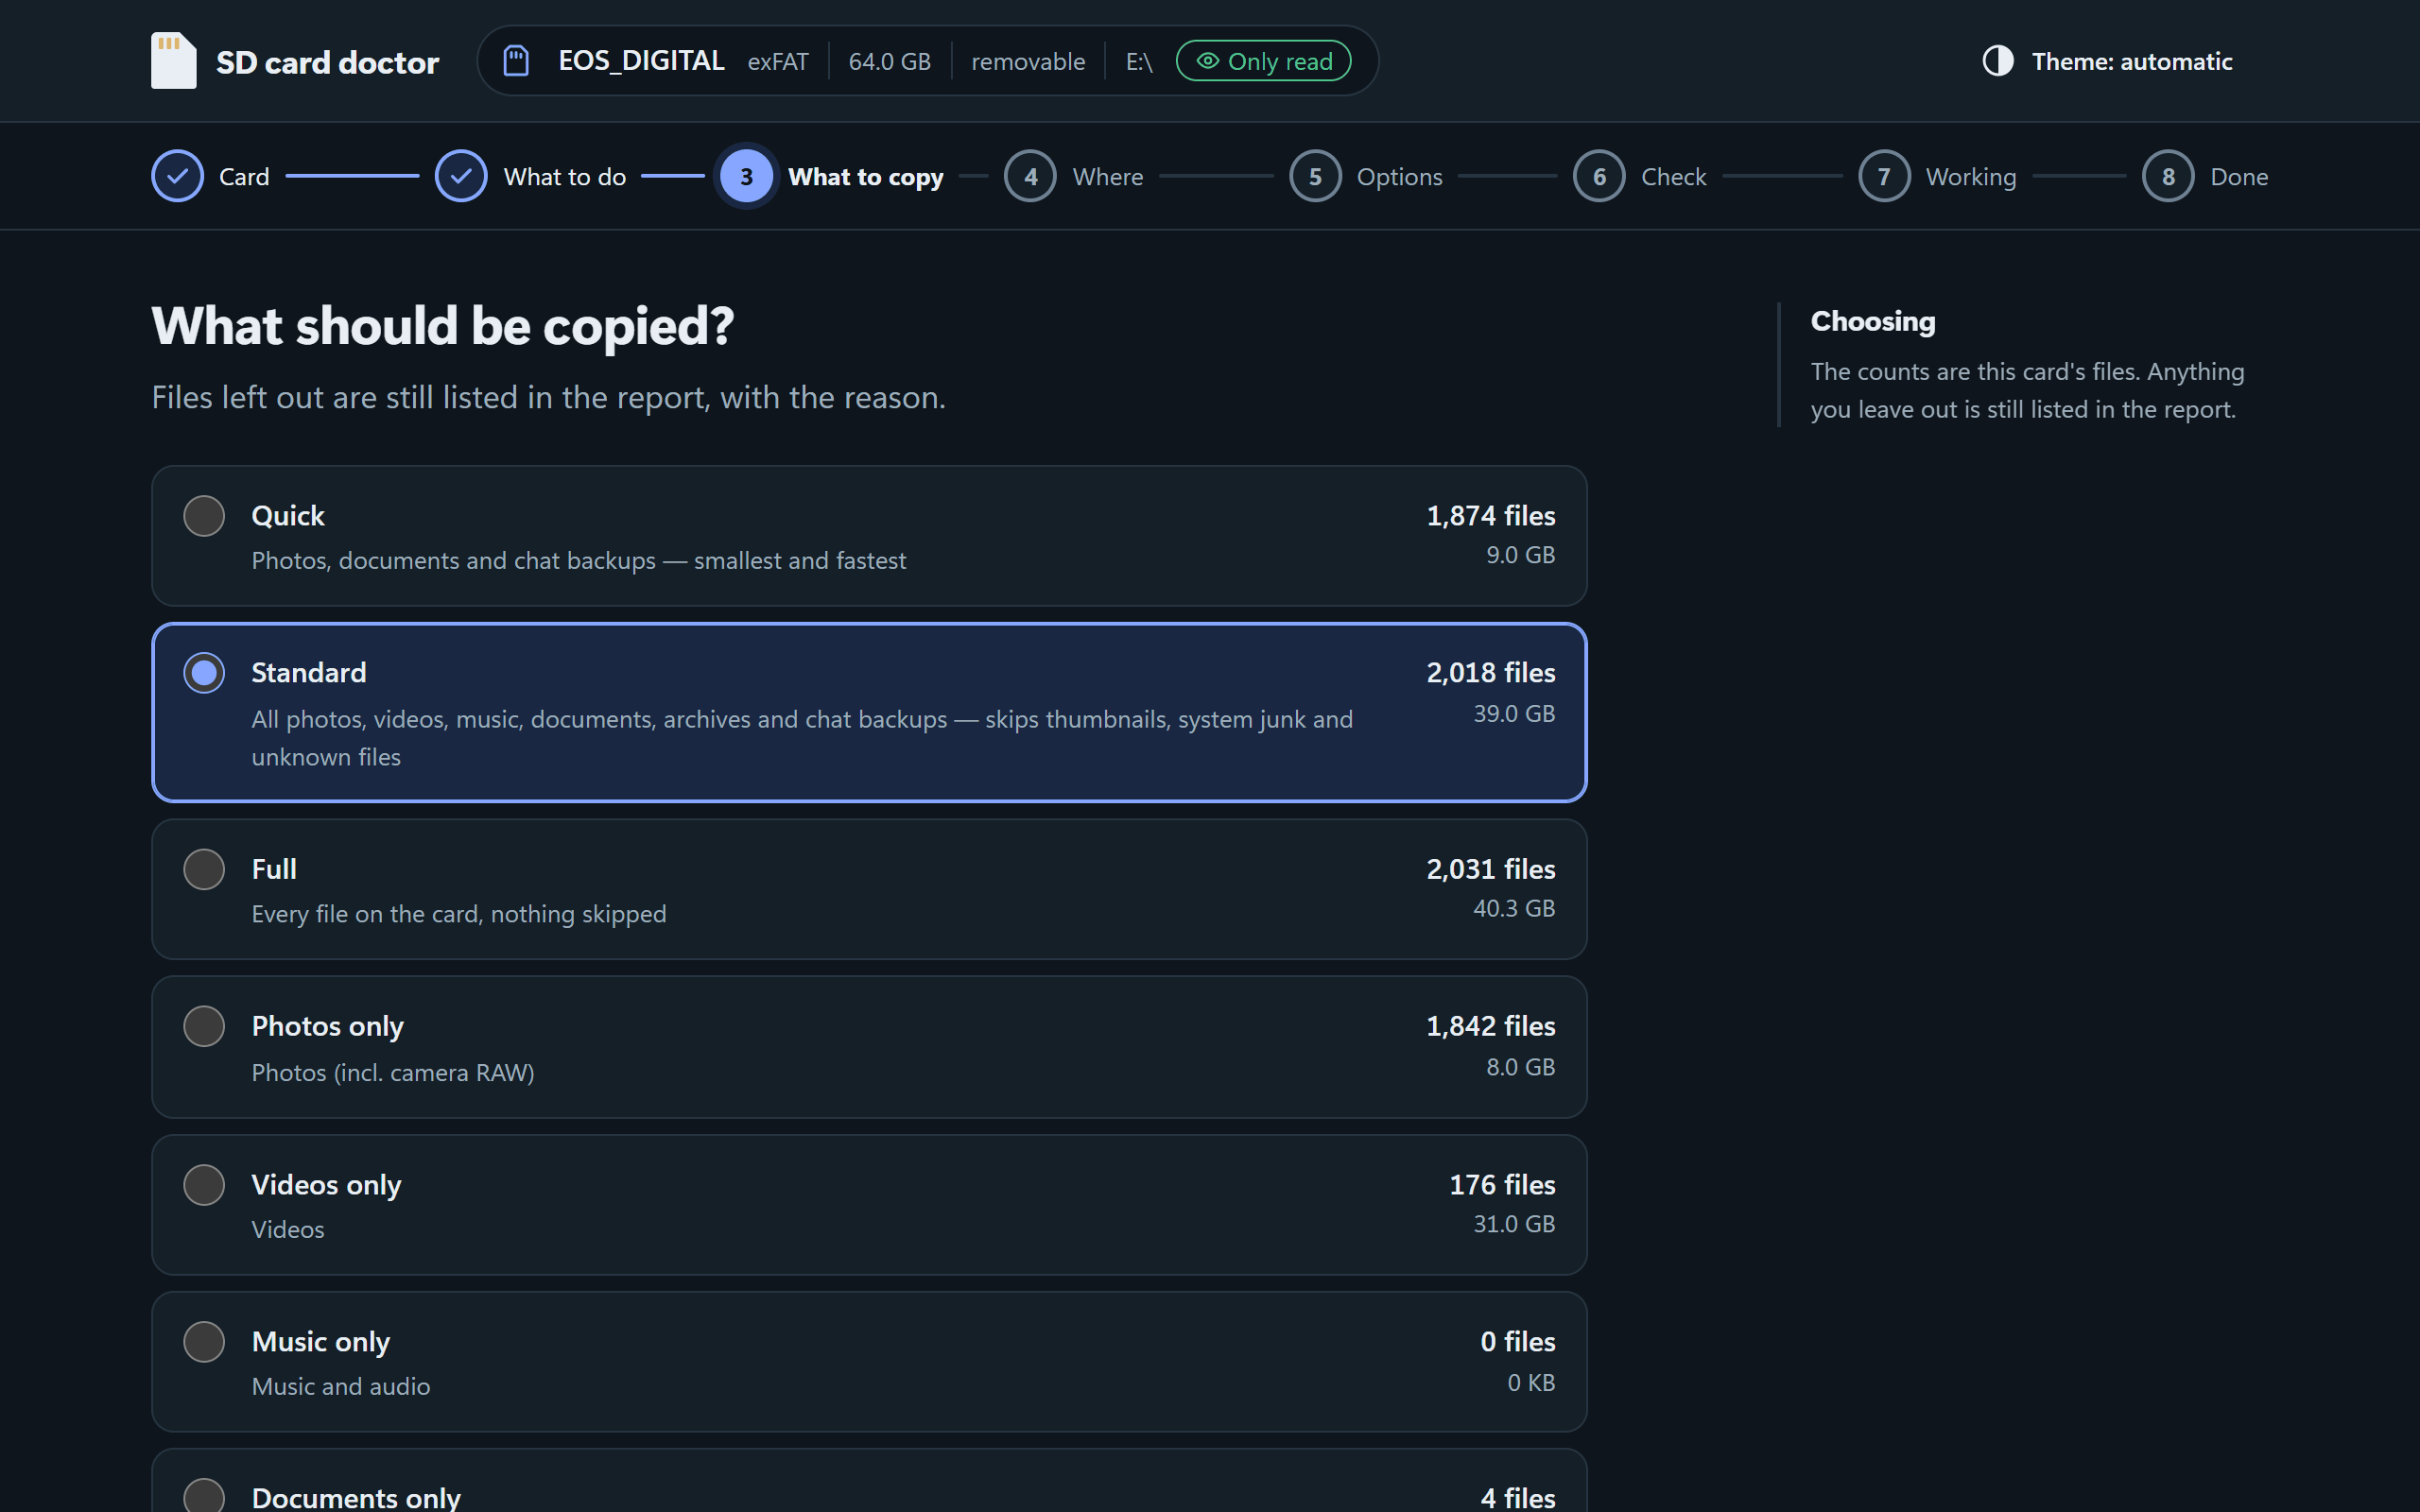 SD card doctor
EOS_DIGITAL exFAT 64.0 GB removable E:\ Only read
Theme: automatic
Card What to do 3 What to copy 4 Where 5 Options 6 Check 7 Working 8 Done
What should be copied?
Files left out are still listed in the report, with the reason.
Choosing
The counts are this card's files. Anything
you leave out is still listed in the report.
Quick 1,874 files
Photos, documents and chat backups — smallest and fastest 9.0 GB
Standard 2,018 files
All photos, videos, music, documents, archives and chat backups — skips thumbnails, system junk and 39.0 GB
unknown files
Full 2,031 files
Every file on the card, nothing skipped 40.3 GB
Photos only 1,842 files
Photos (incl. camera RAW) 8.0 GB
Videos only 176 files
Videos 31.0 GB
Music only 0 files
Music and audio 0 KB
Documents only 4 files